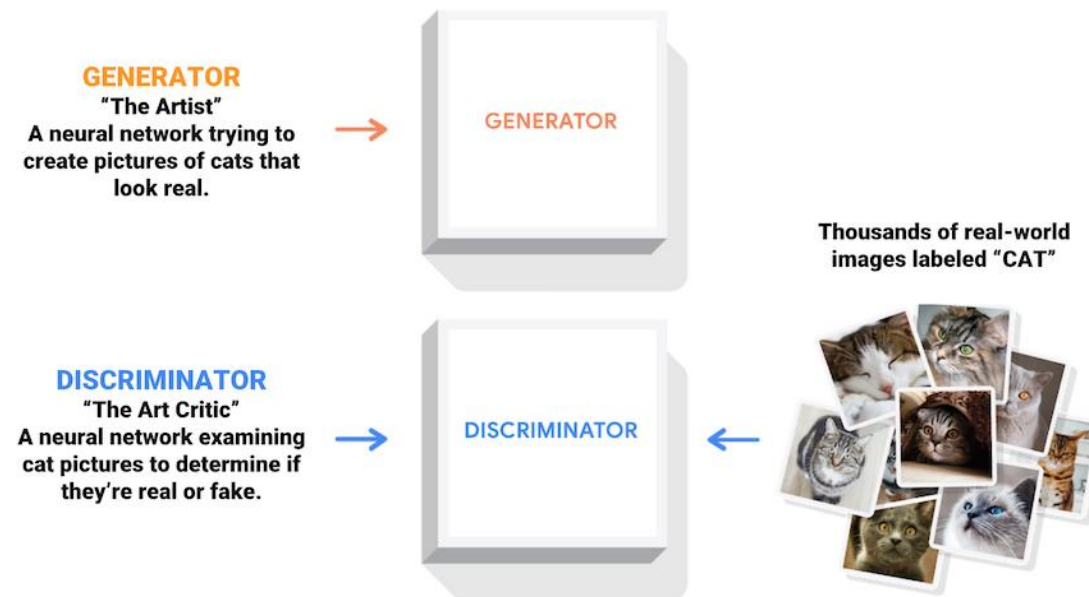 GENERATOR
“The Artist”
A neural network trying to
create pictures of cats that
look real.
GENERATOR
Thousands of real-world
images labeled “CAT”
DISCRIMINATOR
“The Art Critic”
A neural network examining
cat pictures to determine if
they’re real or fake.
DISCRIMINATOR